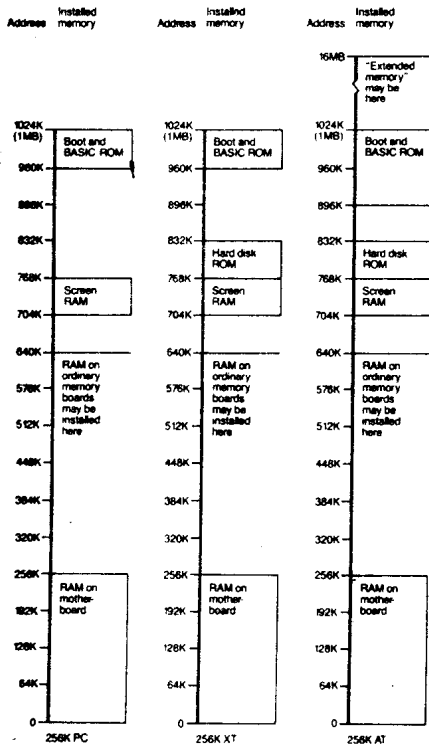 Address
Installed
memory
1024K
(1MB)
Boot and
BASIC ROM
960K
896K
832K
768K
Screen
RAM
704K
640K
RAM on
ordinary
memory
boards
may be
installed
here
576K
512K
448K
384K
320K
256K
RAM on
mother-
board
192K
128K
64K
0
256K PC
Address
Installed
memory
1024K
(1MB)
Boot and
BASIC ROM
960K
896K
832K
Hard disk
ROM
768K
Screen
RAM
704K
640K
RAM on
ordinary
memory
boards
may be
installed
here
576K
512K
448K
384K
320K
256K
RAM on
mother-
board
192K
128K
64K
0
256K XT
Address
Installed
memory
16MB
"Extended
memory"
may be
here
1024K
(1MB)
Boot and
BASIC ROM
960K
896K
832K
Hard disk
ROM
768K
Screen
RAM
704K
640K
RAM on
ordinary
memory
boards
may be
installed
here
576K
512K
448K
384K
320K
256K
RAM on
mother-
board
192K
128K
64K
0
256K AT